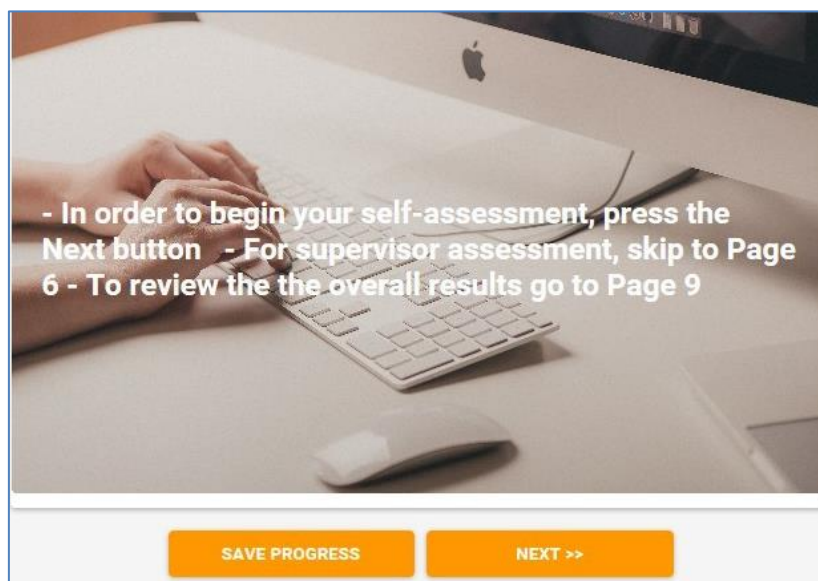 - In order to begin your self-assessment, press the
Next button - For supervisor assessment, skip to Page
6 - To review the the overall results go to Page 9
SAVE PROGRESS
NEXT >>